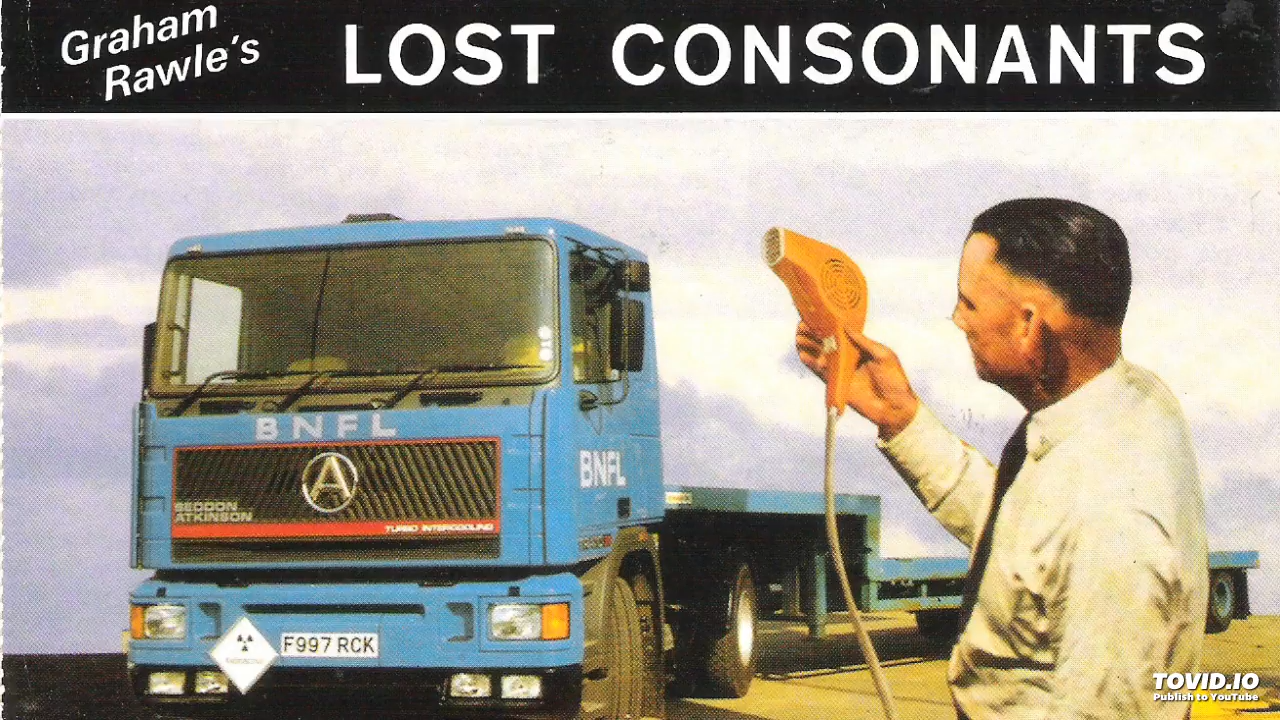 Graham
Rawle's
LOST CONSONANTS
BNFL
A
SEDDON
ATKINSON
TURBO INTERCOOLING
BNFL
F997 RCK
TOVID.IO
Publish to YouTube